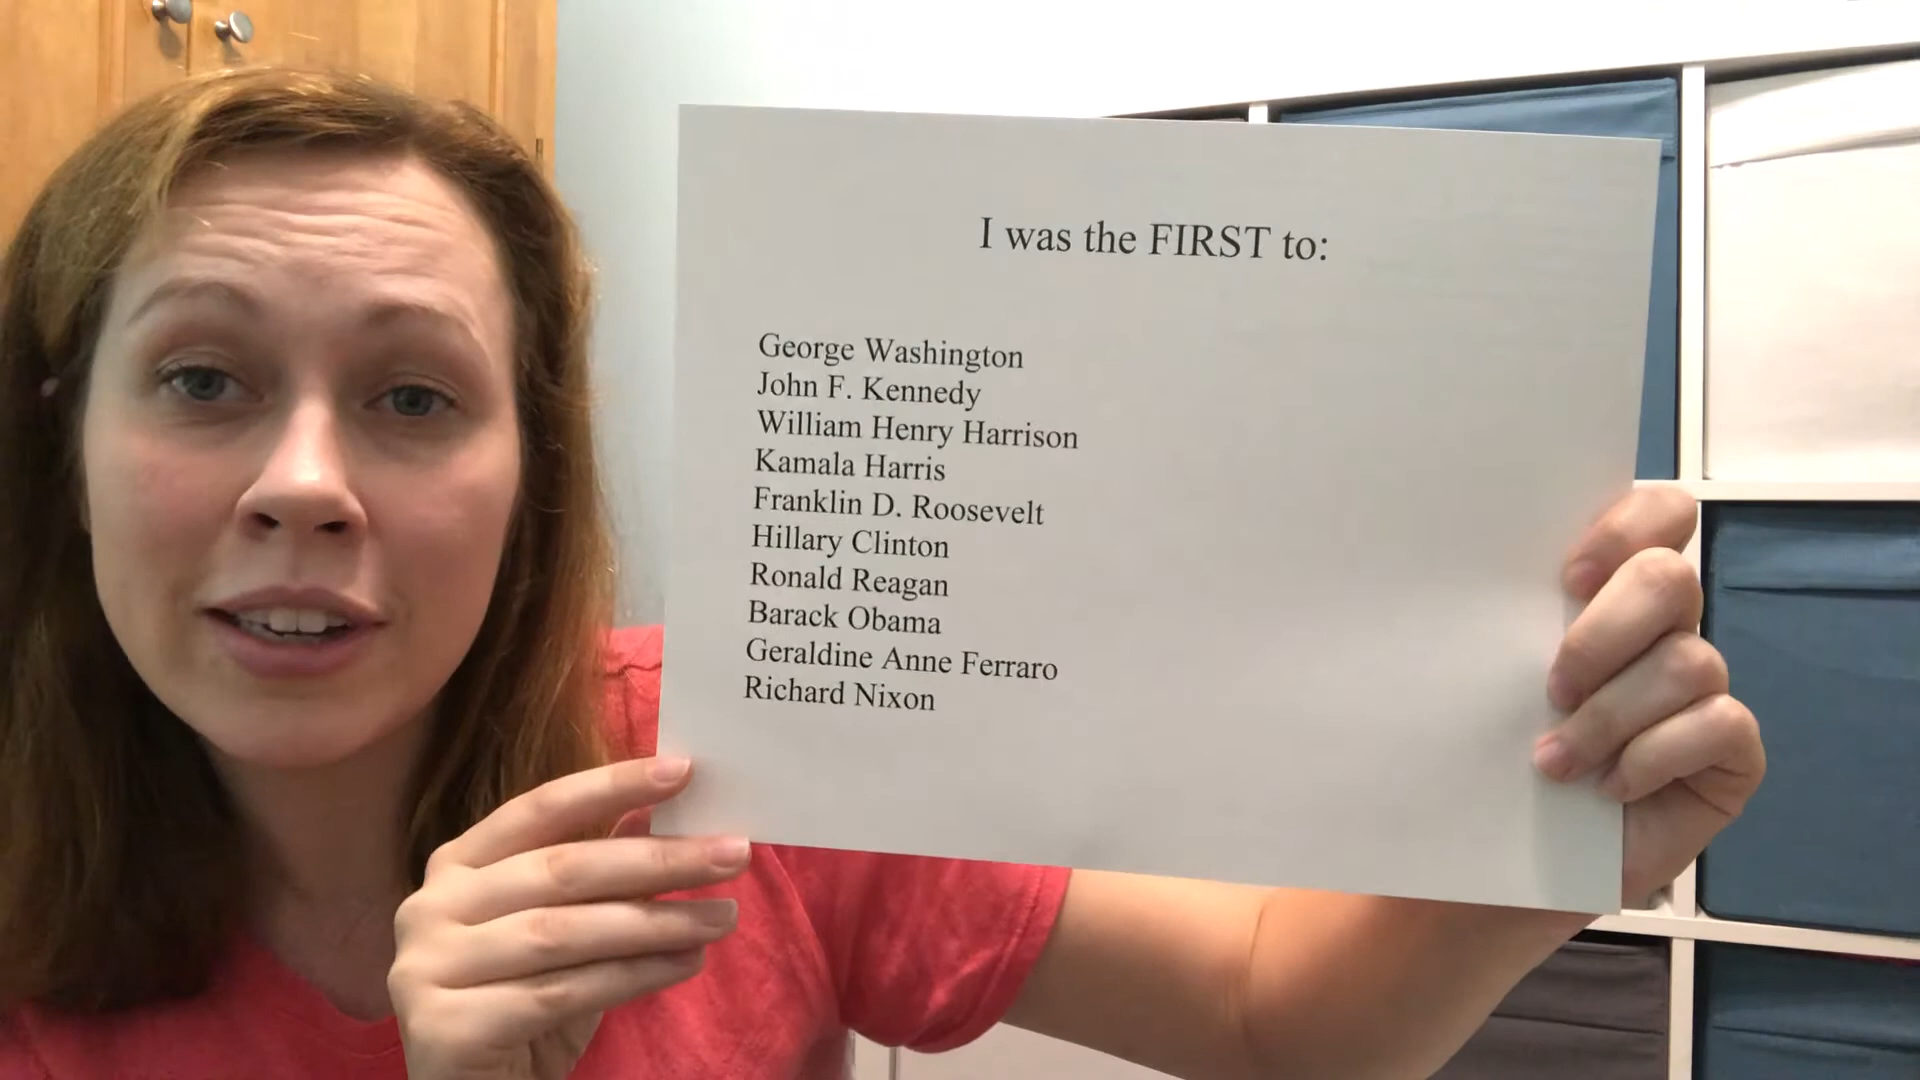 I was the FIRST to:
George Washington
John F. Kennedy
William Henry Harrison
Kamala Harris
Franklin D. Roosevelt
Hillary Clinton
Ronald Reagan
Barack Obama
Geraldine Anne Ferraro
Richard Nixon